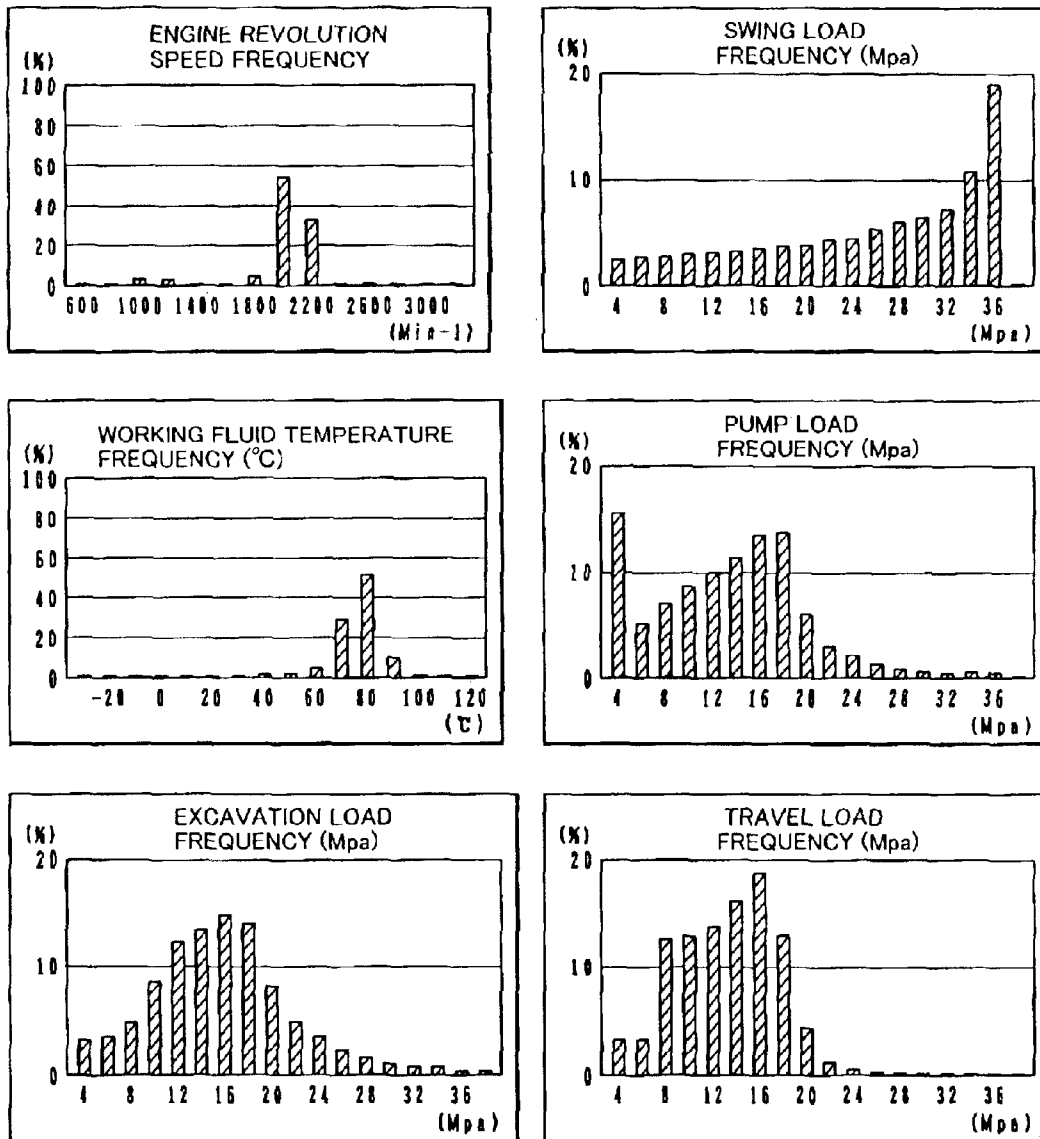 ENGINE REVOLUTION
SPEED FREQUENCY
(%)
100
80
60
40
20
0
600 1000 1400 1800 2200 2600 3000
(Min-1)
SWING LOAD
FREQUENCY (Mpa)
(%)
20
10
0
4 8 12 16 20 24 28 32 36
(Mpa)
WORKING FLUID TEMPERATURE
FREQUENCY (°C)
(%)
100
80
60
40
20
0
-20 0 20 40 60 80 100 120
(℃)
PUMP LOAD
FREQUENCY (Mpa)
(%)
20
10
0
4 8 12 16 20 24 28 32 36
(Mpa)
EXCAVATION LOAD
FREQUENCY (Mpa)
(%)
20
10
0
4 8 12 16 20 24 28 32 36
(Mpa)
TRAVEL LOAD
FREQUENCY (Mpa)
(%)
20
10
0
4 8 12 16 20 24 28 32 36
(Mpa)